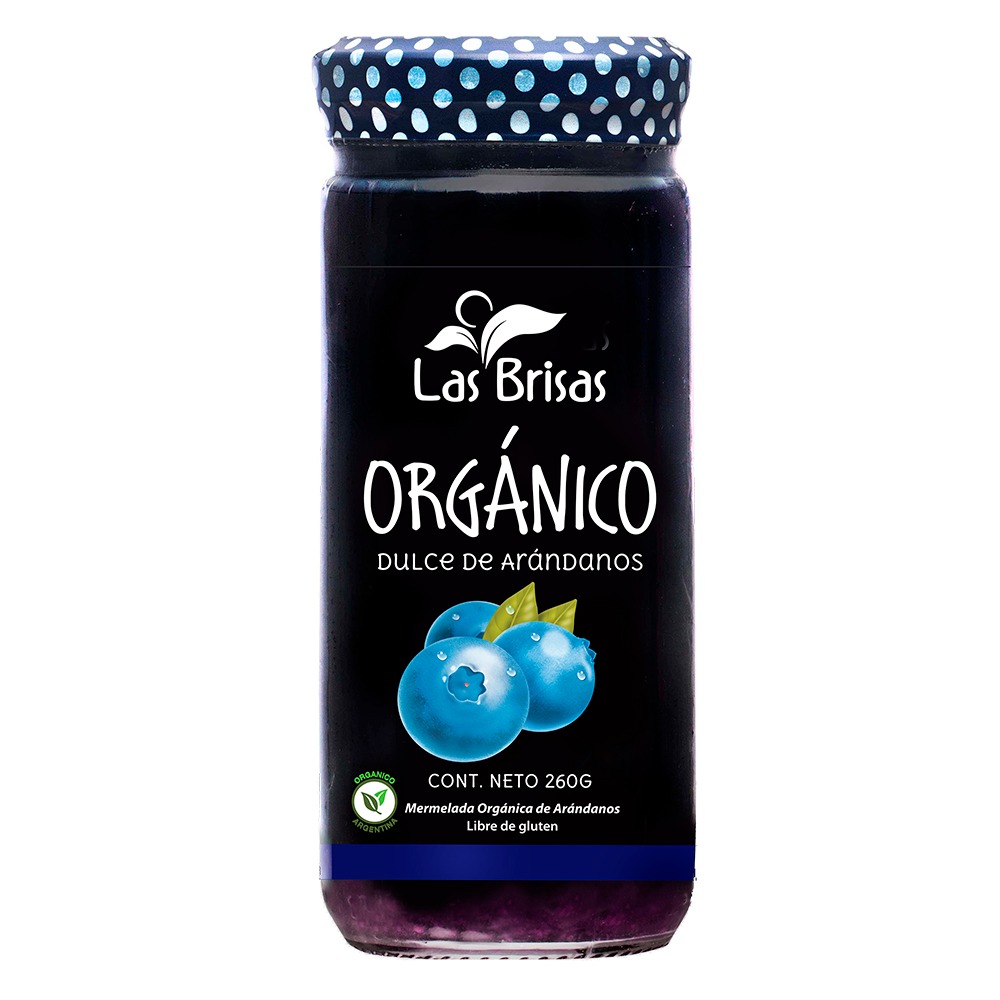 Las Brisas
ORGÁNICO
DULCE DE ARÁNDANOS
CONT. NETO 260G
ORGANICO
ARGENTINA
Mermelada Orgánica de Arándanos
Libre de gluten